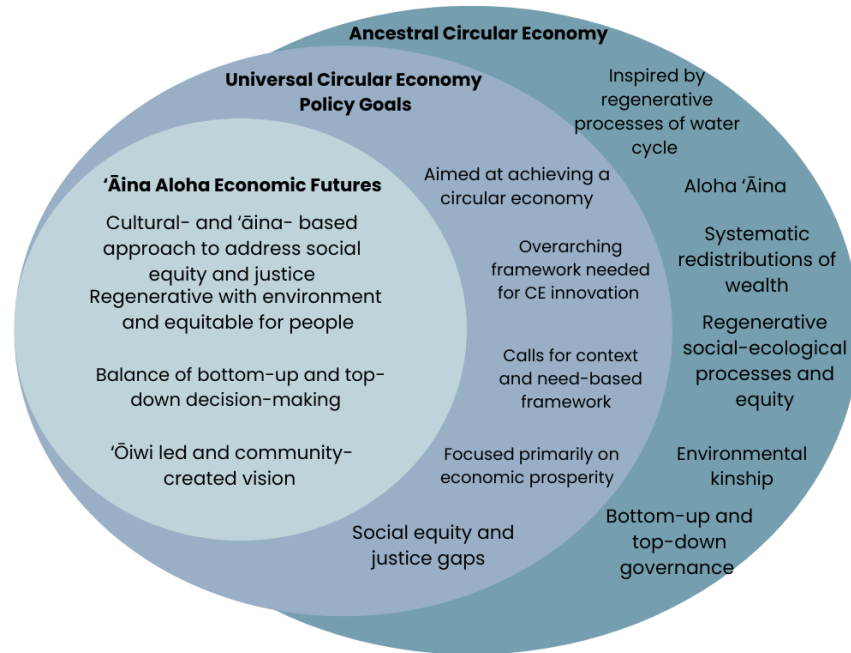 Ancestral Circular Economy
Inspired by
regenerative
processes of water
cycle
Aloha ‘Āina
Systematic
redistributions of
wealth
Regenerative
social-ecological
processes and
equity
Environmental
kinship
Bottom-up and
top-down
governance
Universal Circular Economy
Policy Goals
Aimed at achieving a
circular economy
Overarching
framework needed
for CE innovation
Calls for context
and need-based
framework
Focused primarily on
economic prosperity
Social equity and
justice gaps
‘Āina Aloha Economic Futures
Cultural- and ‘āina- based
approach to address social
equity and justice
Regenerative with environment
and equitable for people
Balance of bottom-up and top-
down decision-making
‘Ōiwi led and community-
created vision